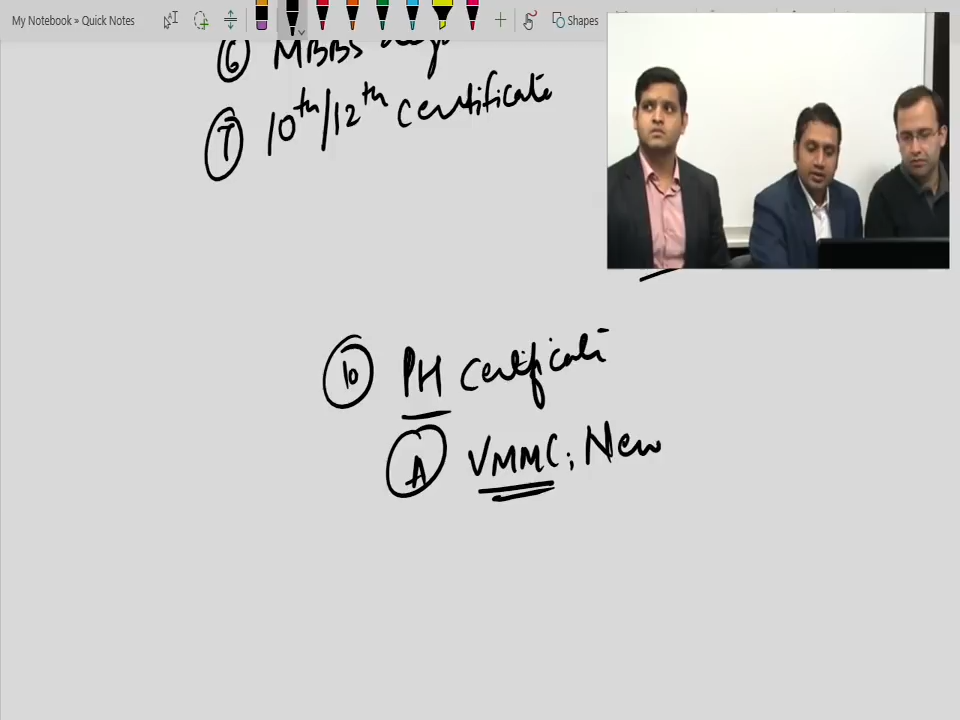 My Notebook » Quick Notes
Shapes
6 MBBS
7 10th/12th certificate
10 PH Certificate
A VMMC; New